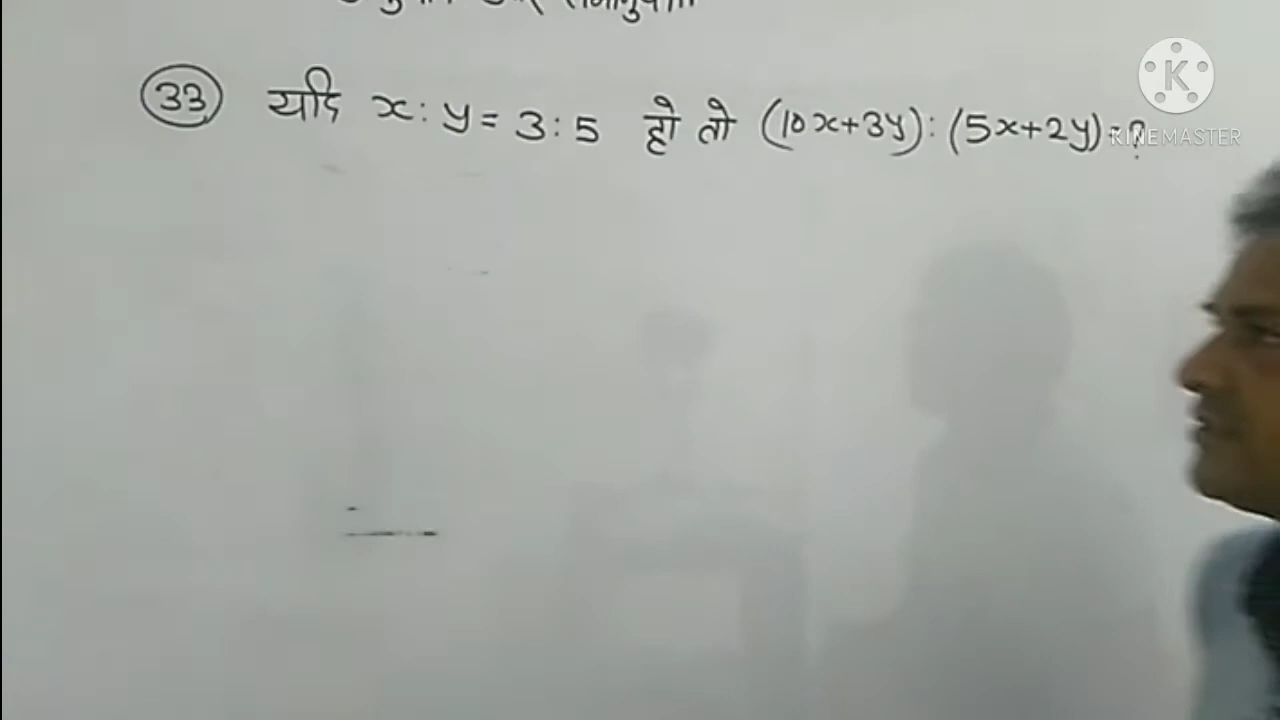 33 यदि x : y = 3 : 5 हो तो (10x+3y) : (5x+2y) = ?
K
KINEMASTER